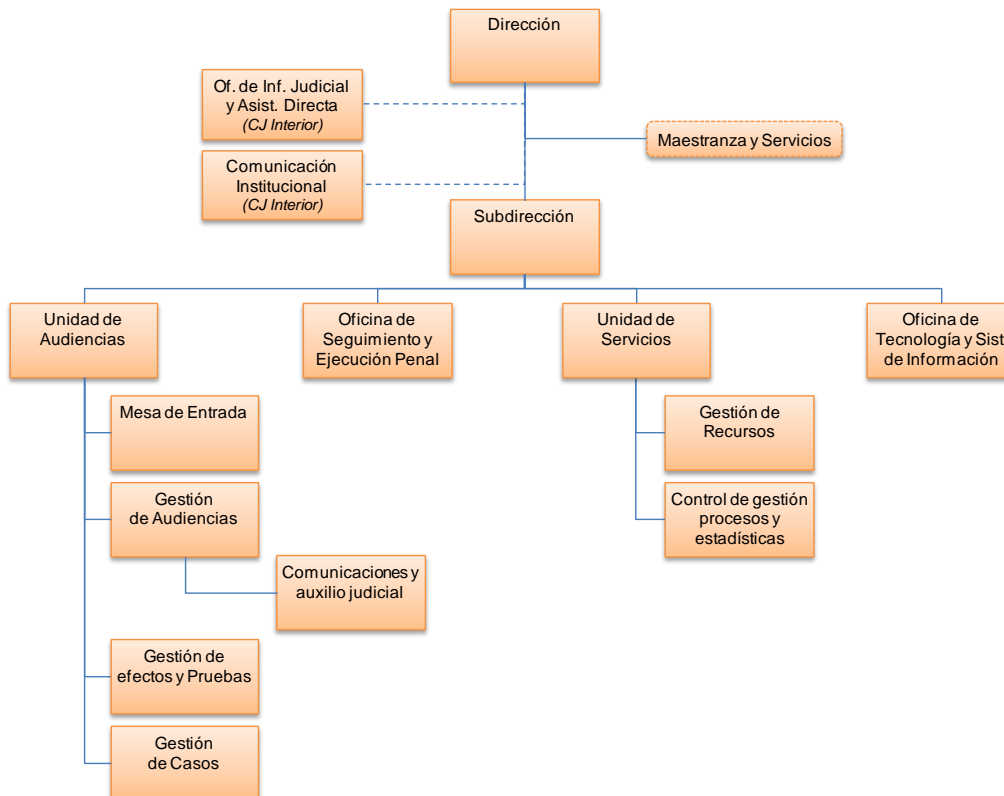 Dirección
Of. de Inf. Judicial
y Asist. Directa
(CJ Interior)
Maestranza y Servicios
Comunicación
Institucional
(CJ Interior)
Subdirección
Unidad de
Audiencias
Oficina de
Seguimiento y
Ejecución Penal
Unidad de
Servicios
Oficina de
Tecnología y Sist
de Información
Mesa de Entrada
Gestión
de Audiencias
Comunicaciones y
auxilio judicial
Gestión de
efectos y Pruebas
Gestión
de Casos
Gestión de
Recursos
Control de gestión
procesos y
estadísticas